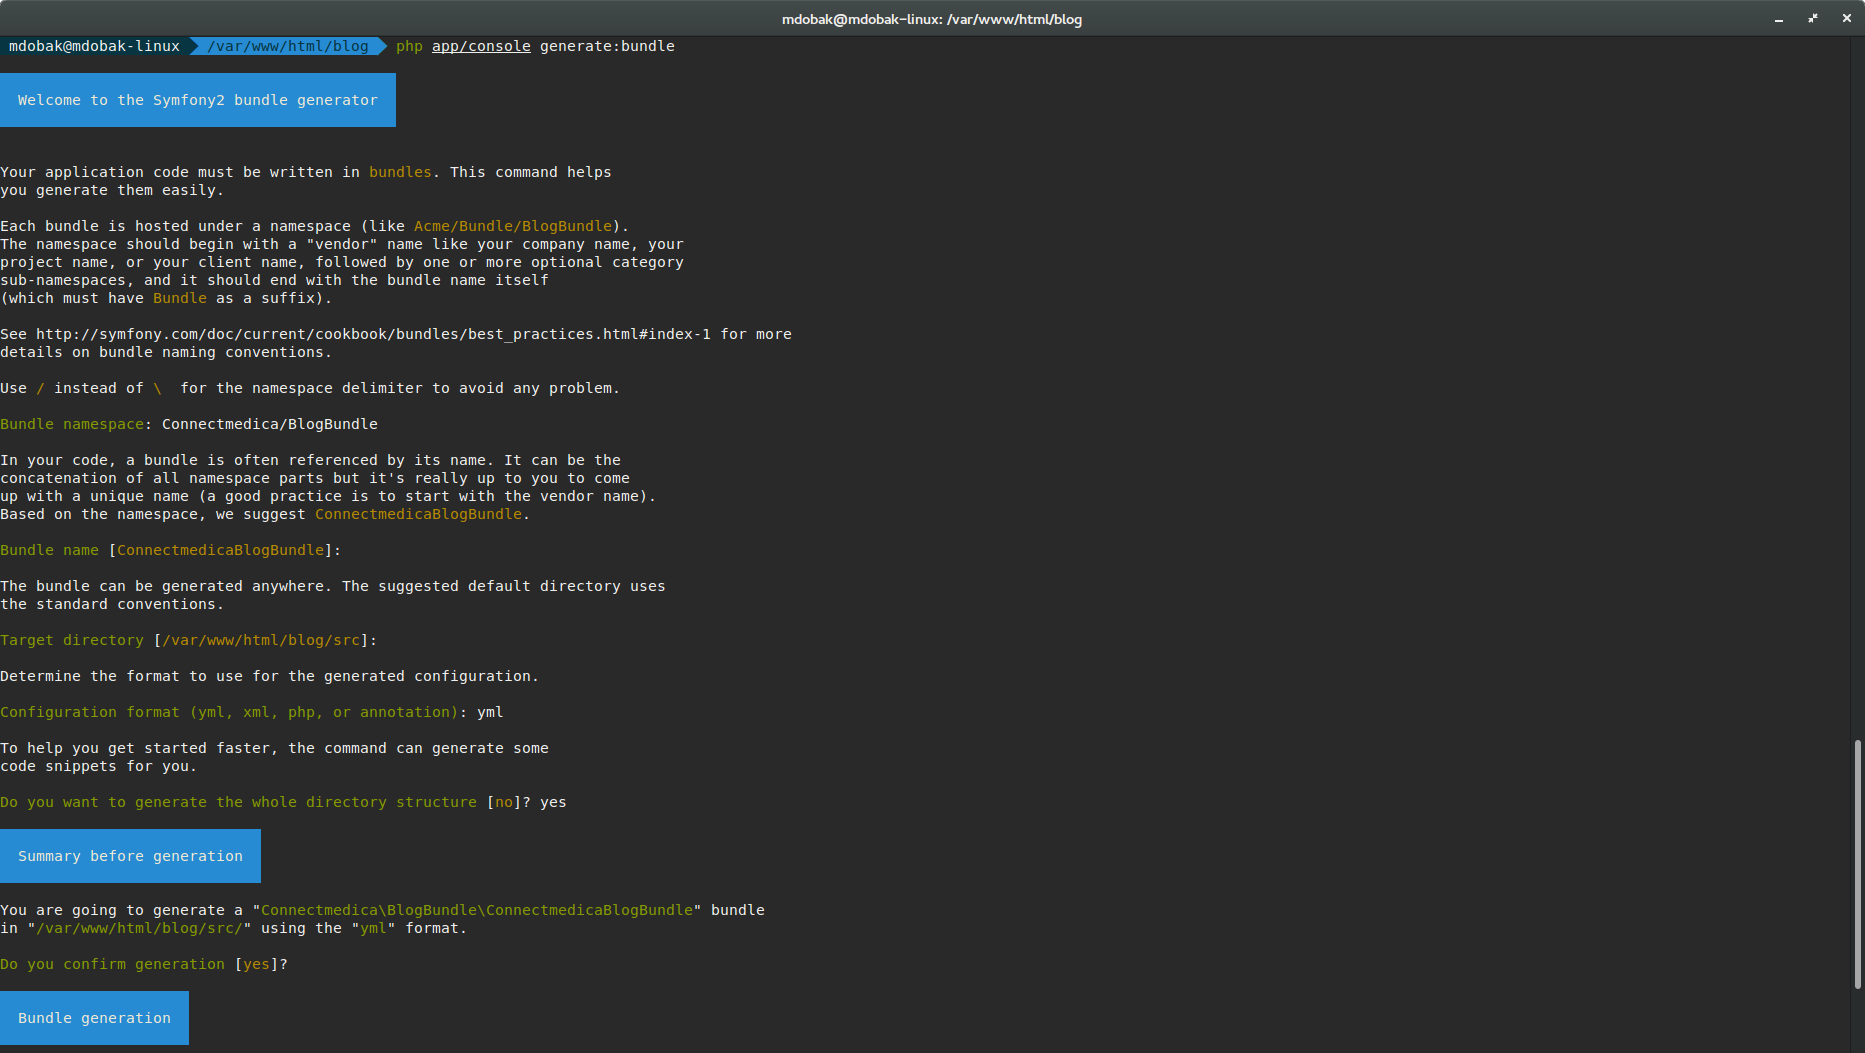 mdobak@mdobak-linux: /var/www/html/blog
mdobak@mdobak-linux /var/www/html/blog php app/console generate:bundle
Welcome to the Symfony2 bundle generator
Your application code must be written in bundles. This command helps
you generate them easily.
Each bundle is hosted under a namespace (like Acme/Bundle/BlogBundle).
The namespace should begin with a "vendor" name like your company name, your
project name, or your client name, followed by one or more optional category
sub-namespaces, and it should end with the bundle name itself
(which must have Bundle as a suffix).
See http://symfony.com/doc/current/cookbook/bundles/best_practices.html#index-1 for more
details on bundle naming conventions.
Use / instead of \  for the namespace delimiter to avoid any problem.
Bundle namespace: Connectmedica/BlogBundle
In your code, a bundle is often referenced by its name. It can be the
concatenation of all namespace parts but it's really up to you to come
up with a unique name (a good practice is to start with the vendor name).
Based on the namespace, we suggest ConnectmedicaBlogBundle.
Bundle name [ConnectmedicaBlogBundle]:
The bundle can be generated anywhere. The suggested default directory uses
the standard conventions.
Target directory [/var/www/html/blog/src]:
Determine the format to use for the generated configuration.
Configuration format (yml, xml, php, or annotation): yml
To help you get started faster, the command can generate some
code snippets for you.
Do you want to generate the whole directory structure [no]? yes
Summary before generation
You are going to generate a "Connectmedica\BlogBundle\ConnectmedicaBlogBundle" bundle
in "/var/www/html/blog/src/" using the "yml" format.
Do you confirm generation [yes]?
Bundle generation